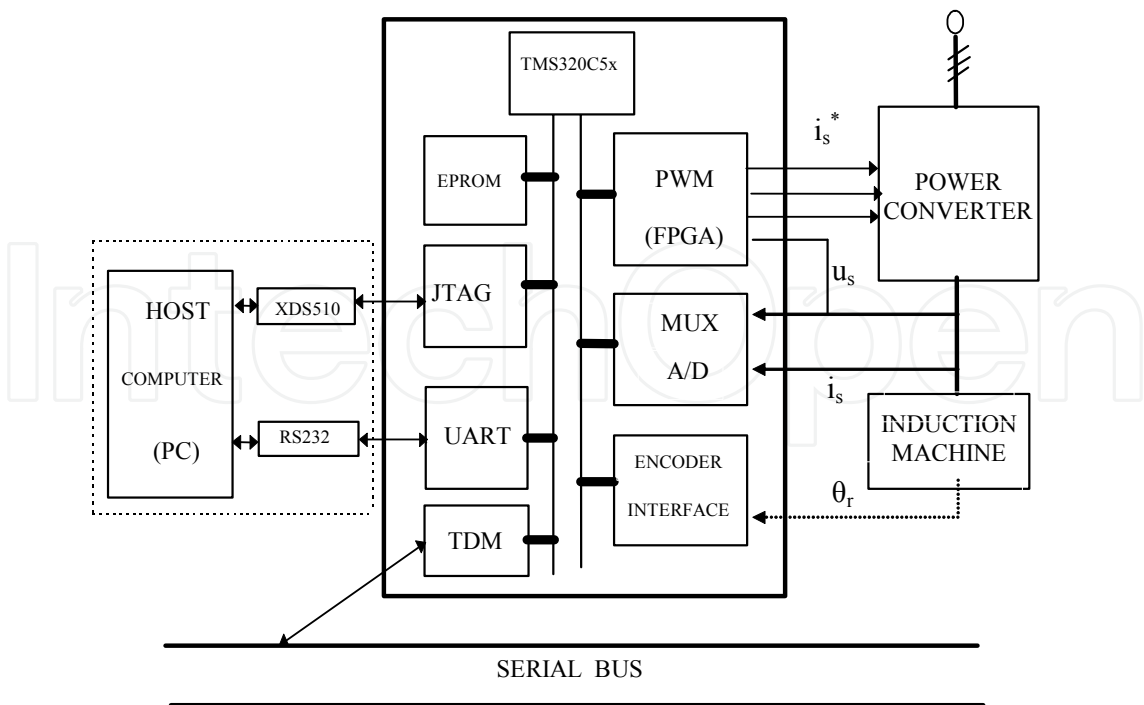 TMS320C5x
EPROM
JTAG
UART
TDM
PWM
(FPGA)
MUX
A/D
ENCODER
INTERFACE
HOST
COMPUTER
(PC)
XDS510
RS232
i_s^*
u_s
i_s
θ_r
POWER
CONVERTER
INDUCTION
MACHINE
SERIAL BUS
IntechOpen